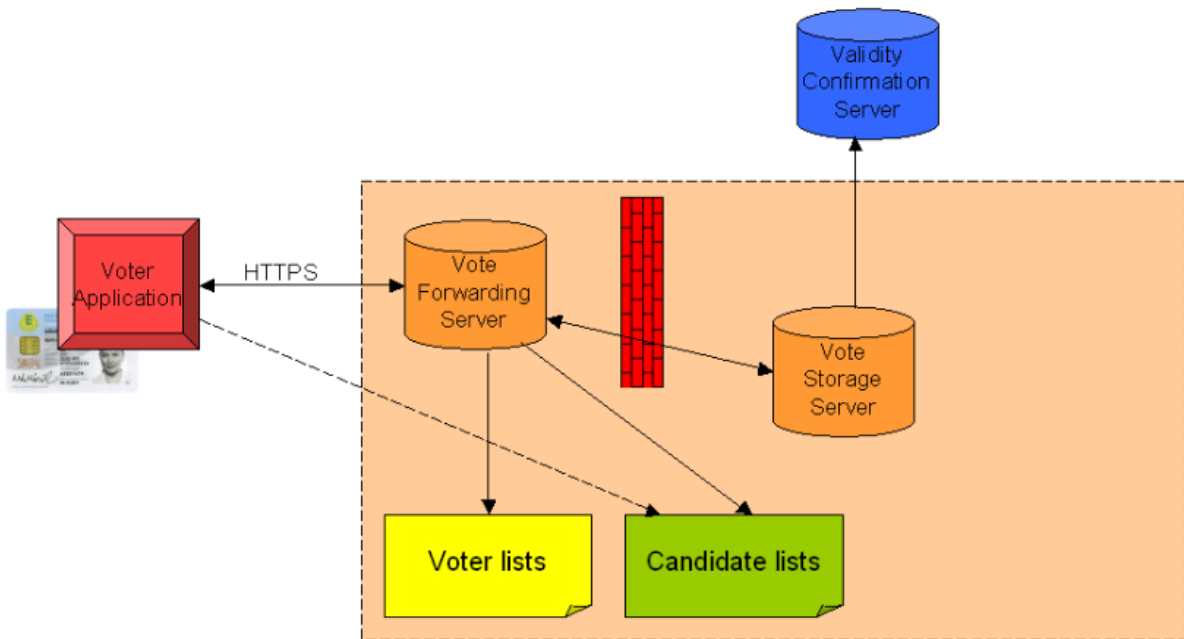 Validity
Confirmation
Server
Voter
Application
HTTPS
Vote
Forwarding
Server
Vote
Storage
Server
Voter lists
Candidate lists